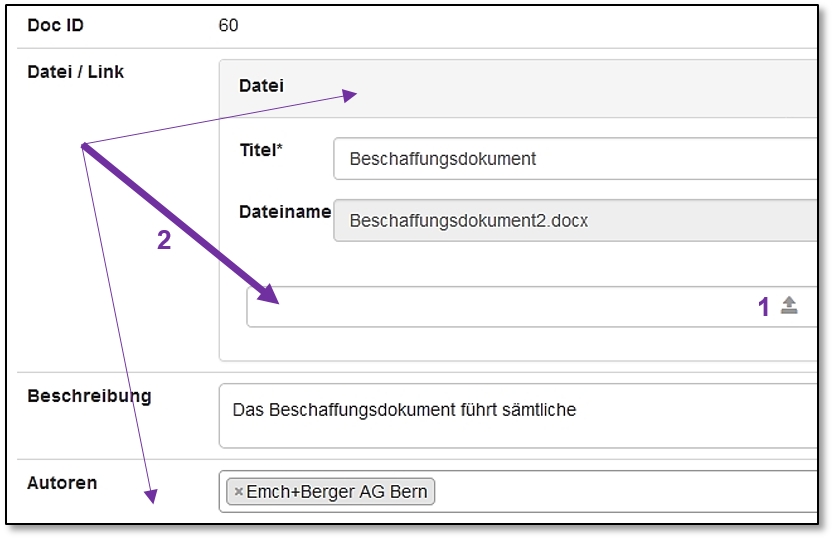 Doc ID 60
Datei / Link
Datei
Titel* Beschaffungsdokument
Dateiname Beschaffungsdokument2.docx
2
1
Beschreibung
Das Beschaffungsdokument führt sämtliche
Autoren
×Emch+Berger AG Bern